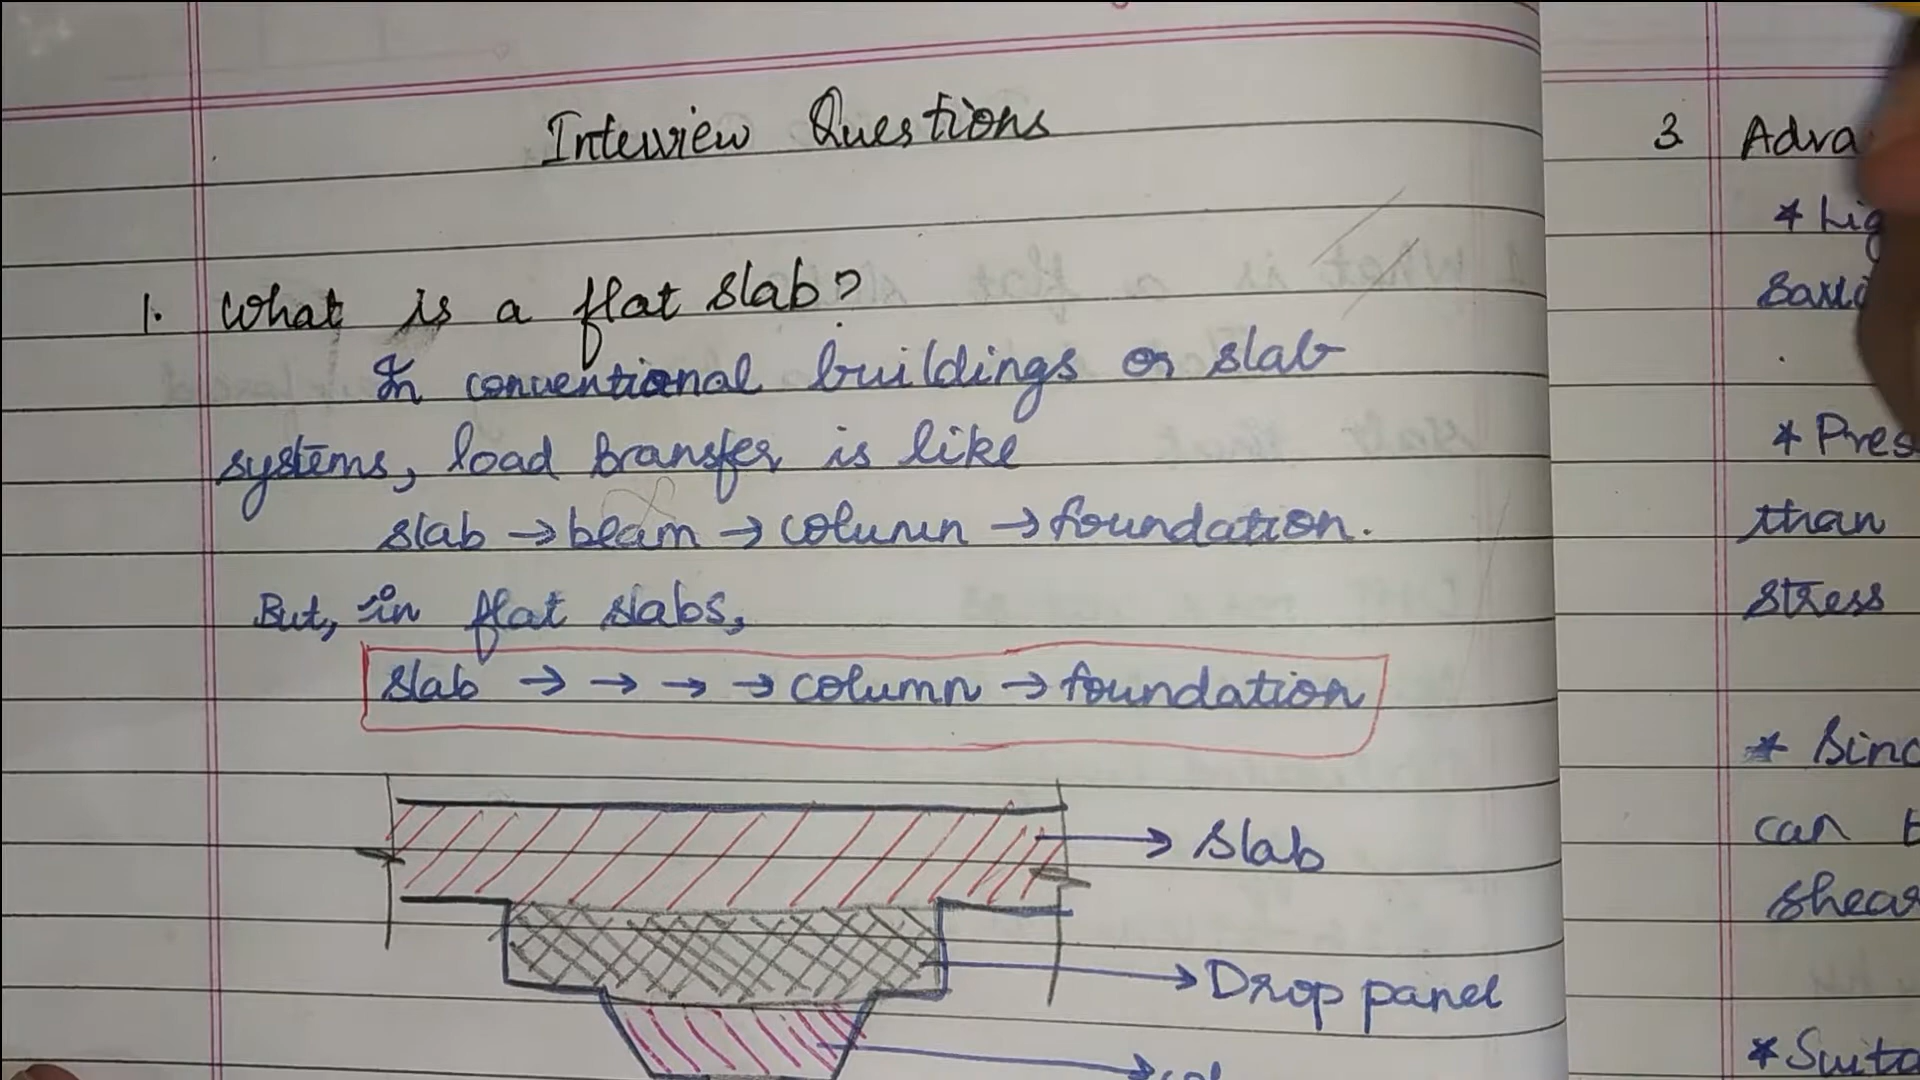 Interview Questions
1. What is a flat slab?
In conventional buildings or slab
systems, load transfer is like
slab → beam → column → foundation.
But, in flat slabs,
slab → → → → column → foundation
Slab
Drop panel
3 Adva
* Lig
* Pres
than
stress
* Sinc
can
shear
* Suita